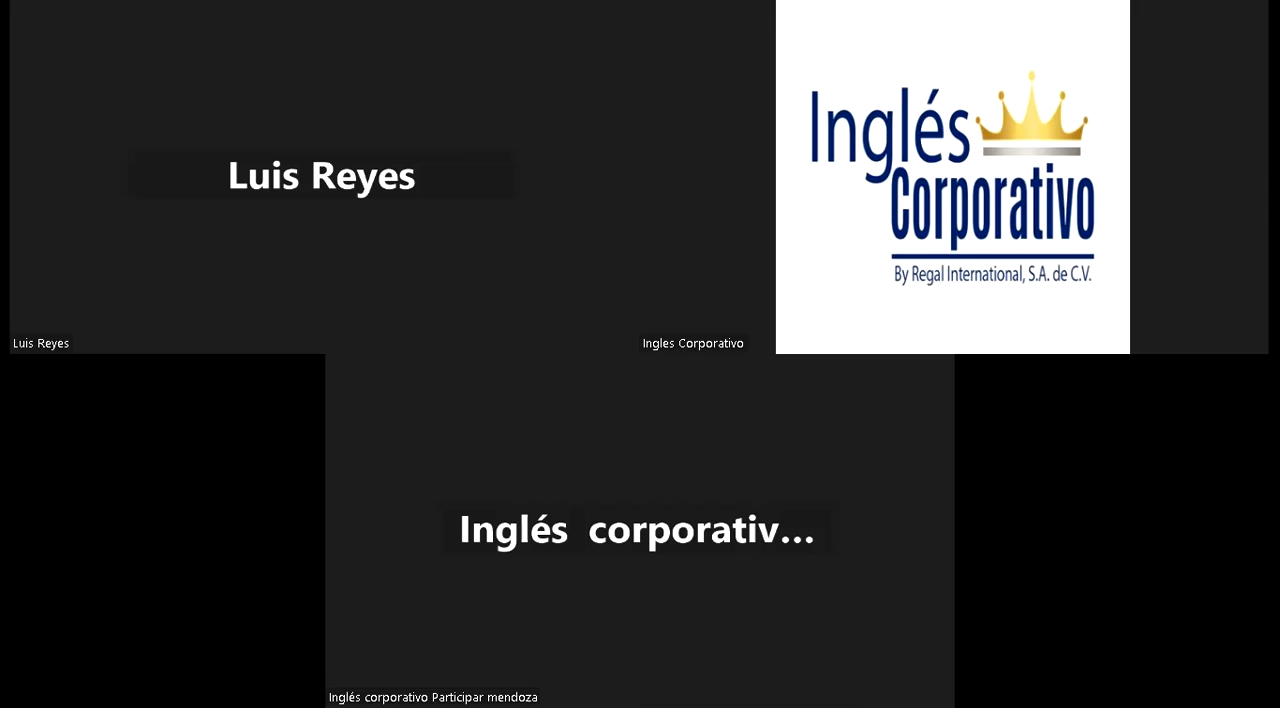 Luis Reyes
Luis Reyes
Inglés
Corporativo
By Regal International, S.A. de C.V.
Ingles Corporativo
Inglés corporativ...
Inglés corporativo Participar mendoza